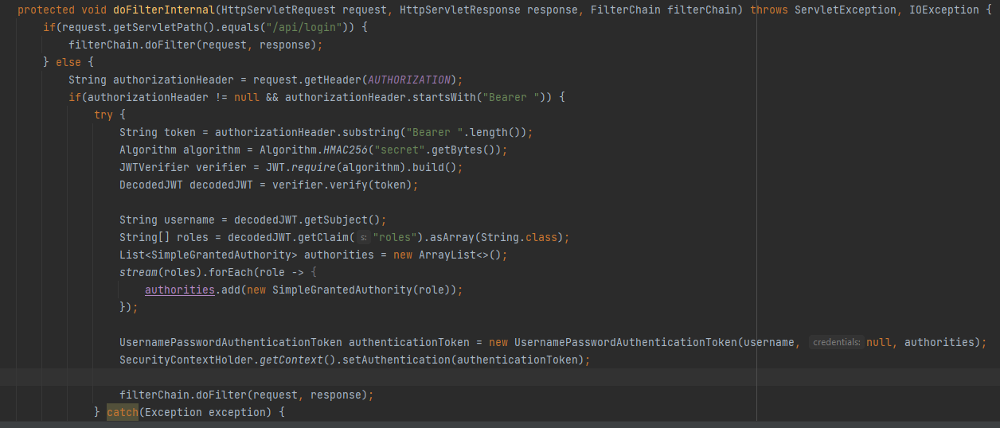 protected void doFilterInternal(HttpServletRequest request, HttpServletResponse response, FilterChain filterChain) throws ServletException, IOException {
if(request.getServletPath().equals("/api/login")) {
filterChain.doFilter(request, response);
} else {
String authorizationHeader = request.getHeader(AUTHORIZATION);
if(authorizationHeader != null && authorizationHeader.startsWith("Bearer ")) {
try {
String token = authorizationHeader.substring("Bearer ".length());
Algorithm algorithm = Algorithm.HMAC256("secret".getBytes());
JWTVerifier verifier = JWT.require(algorithm).build();
DecodedJWT decodedJWT = verifier.verify(token);
String username = decodedJWT.getSubject();
String[] roles = decodedJWT.getClaim( s: "roles").asArray(String.class);
List<SimpleGrantedAuthority> authorities = new ArrayList<>();
stream(roles).forEach(role -> {
authorities.add(new SimpleGrantedAuthority(role));
});
UsernamePasswordAuthenticationToken authenticationToken = new UsernamePasswordAuthenticationToken(username, credentials: null, authorities);
SecurityContextHolder.getContext().setAuthentication(authenticationToken);
filterChain.doFilter(request, response);
} catch(Exception exception) {